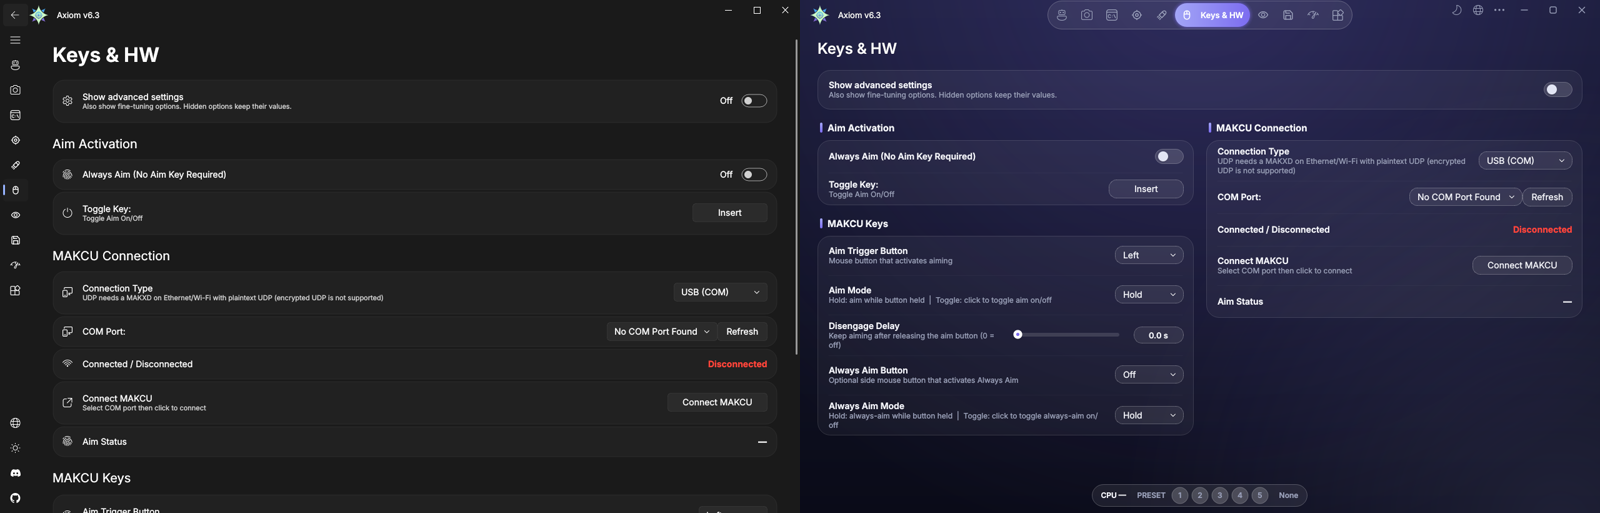 Axiom v6.3
Keys & HW
Show advanced settings
Also show fine-tuning options. Hidden options keep their values.
Off
Aim Activation
Always Aim (No Aim Key Required)
Off
Toggle Key:
Toggle Aim On/Off
Insert
MAKCU Connection
Connection Type
UDP needs a MAKXD on Ethernet/Wi-Fi with plaintext UDP (encrypted UDP is not supported)
USB (COM)
COM Port:
No COM Port Found
Refresh
Connected / Disconnected
Disconnected
Connect MAKCU
Select COM port then click to connect
Connect MAKCU
Aim Status
—
MAKCU Keys
Aim Trigger Button
Axiom v6.3
Keys & HW
Keys & HW
Show advanced settings
Also show fine-tuning options. Hidden options keep their values.
Aim Activation
Always Aim (No Aim Key Required)
Toggle Key:
Toggle Aim On/Off
Insert
MAKCU Keys
Aim Trigger Button
Mouse button that activates aiming
Left
Aim Mode
Hold: aim while button held | Toggle: click to toggle aim on/off
Hold
Disengage Delay
Keep aiming after releasing the aim button (0 =
off)
0.0 s
Always Aim Button
Optional side mouse button that activates Always Aim
Off
Always Aim Mode
Hold: always-aim while button held | Toggle: click to toggle always-aim on/
off
Hold
MAKCU Connection
Connection Type
UDP needs a MAKXD on Ethernet/Wi-Fi with plaintext UDP (encrypted
UDP is not supported)
USB (COM)
COM Port:
No COM Port Found
Refresh
Connected / Disconnected
Disconnected
Connect MAKCU
Select COM port then click to connect
Connect MAKCU
Aim Status
—
CPU — PRESET 1 2 3 4 5 None